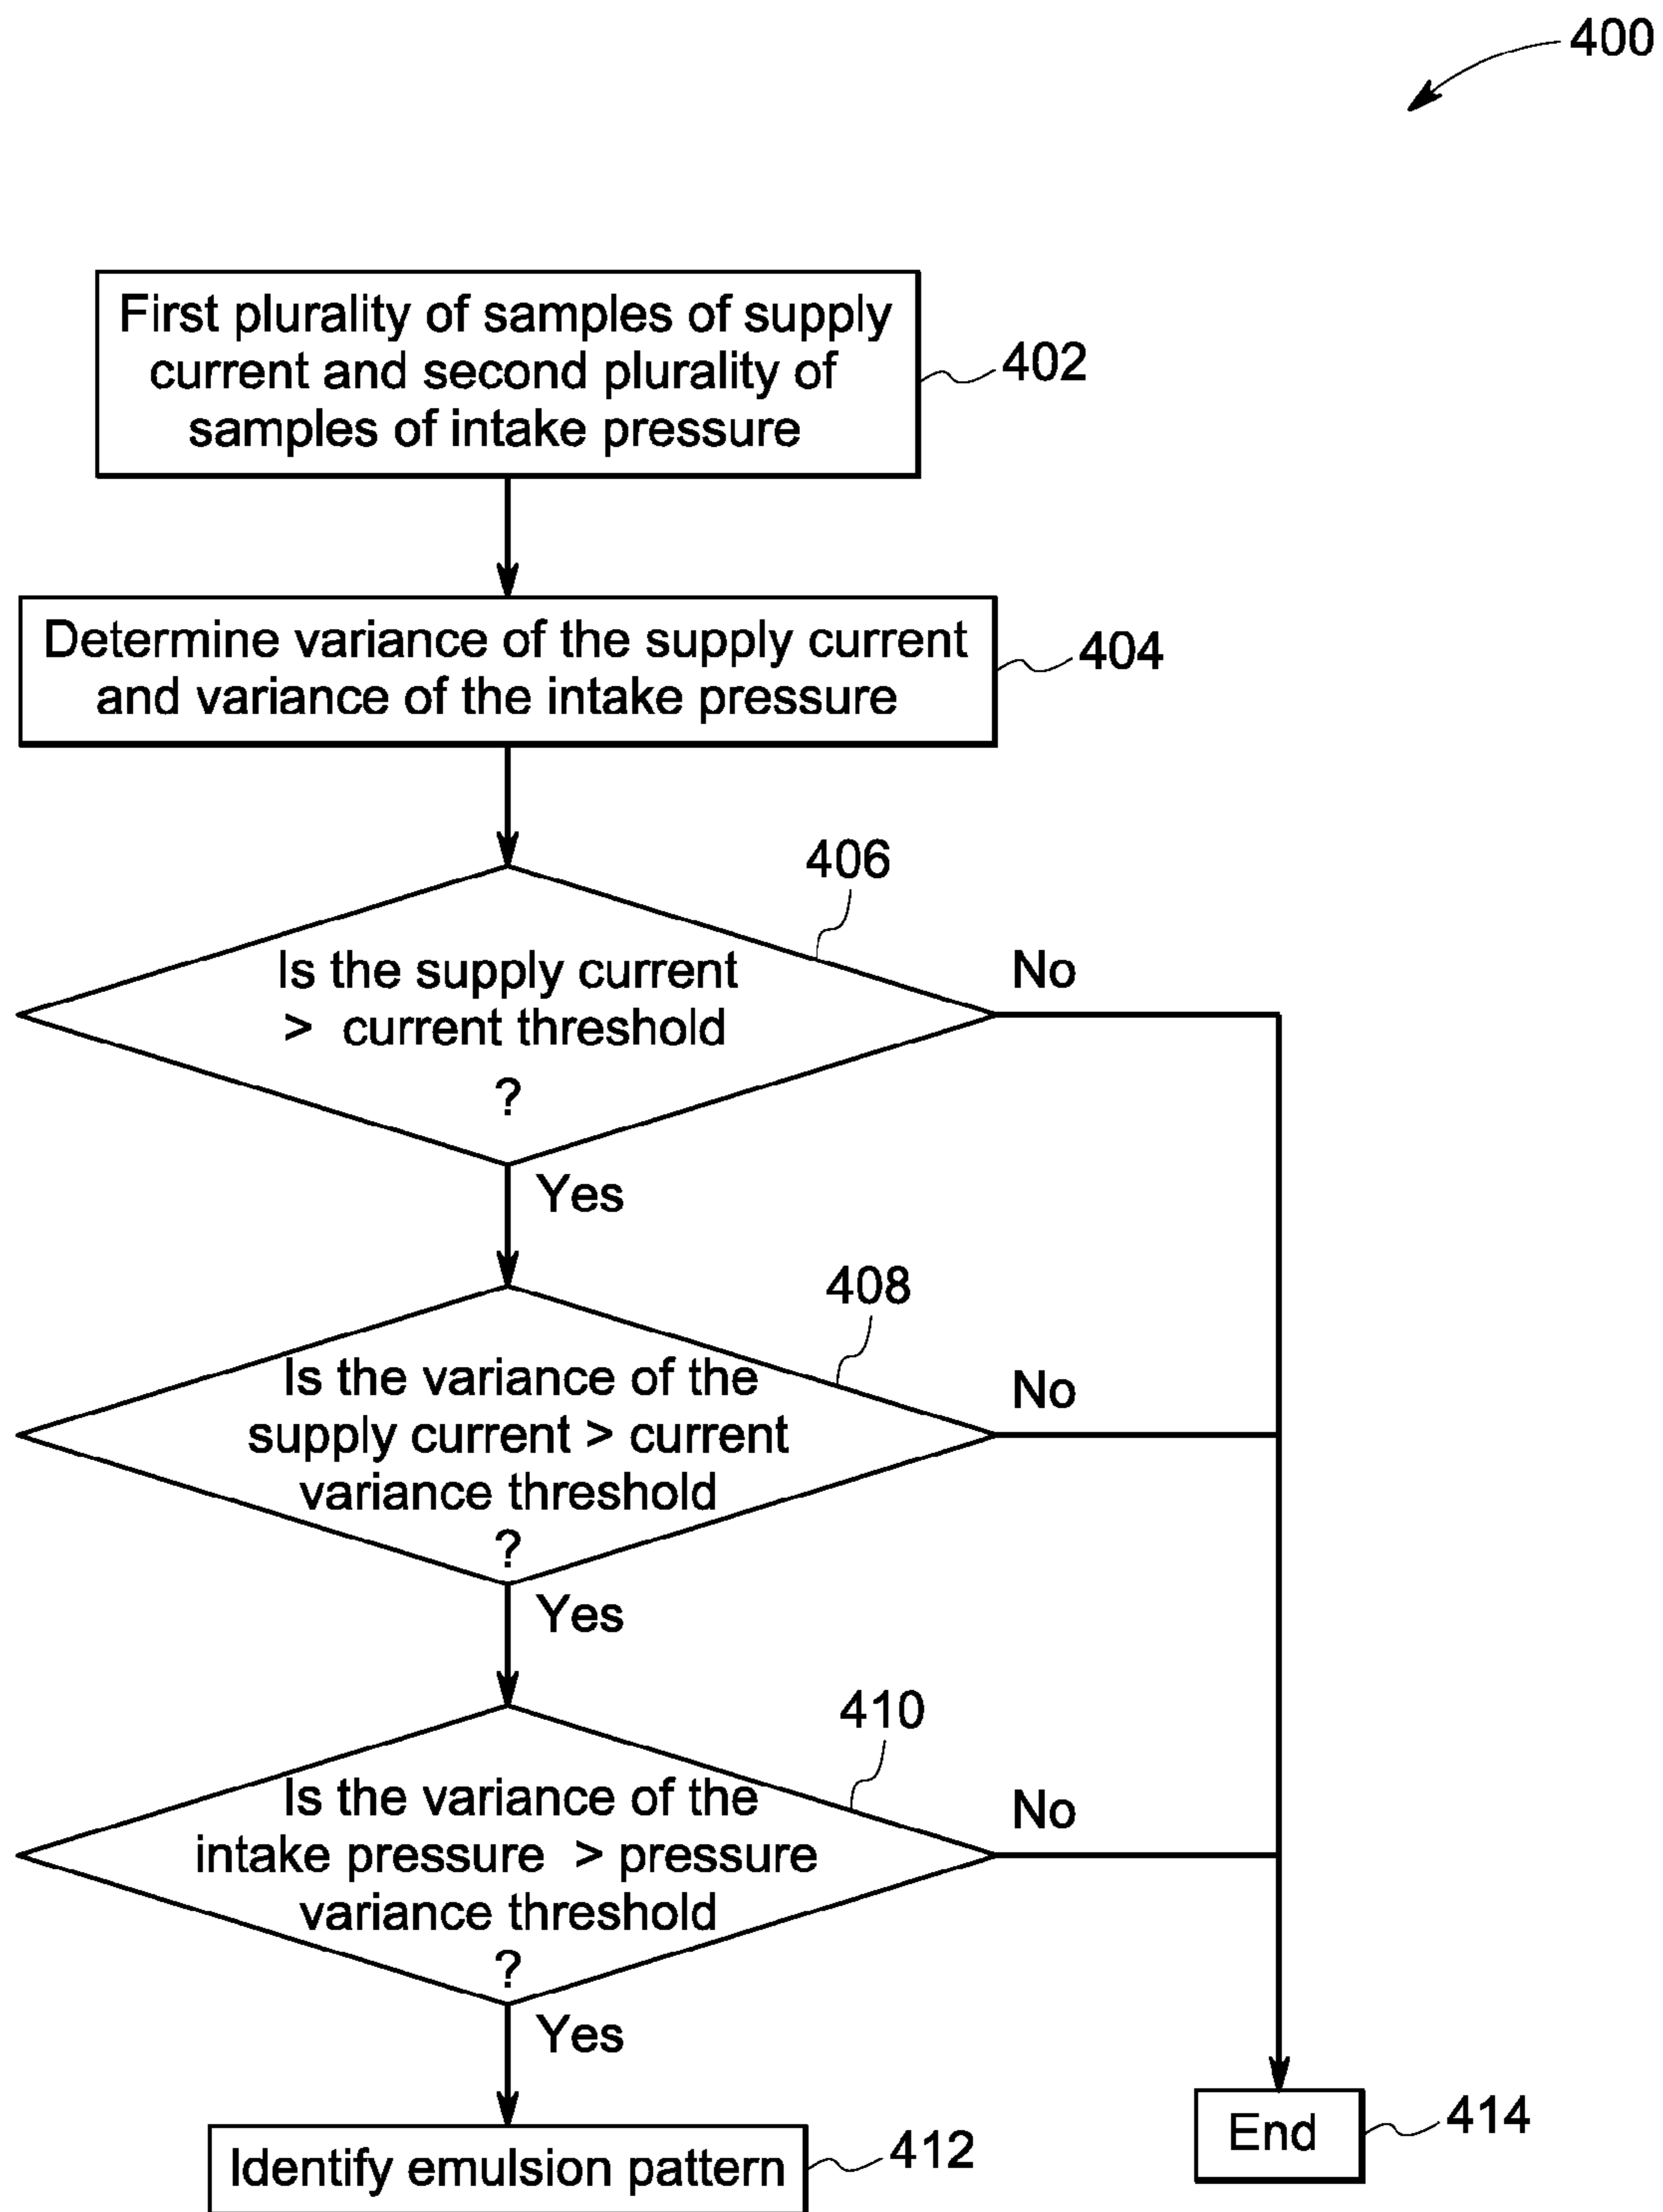 400
First plurality of samples of supply
current and second plurality of
samples of intake pressure
402
Determine variance of the supply current
and variance of the intake pressure
404
406
Is the supply current
> current threshold
?
No
Yes
408
Is the variance of the
supply current > current
variance threshold
?
No
Yes
410
Is the variance of the
intake pressure > pressure
variance threshold
?
No
Yes
Identify emulsion pattern
412
End
414